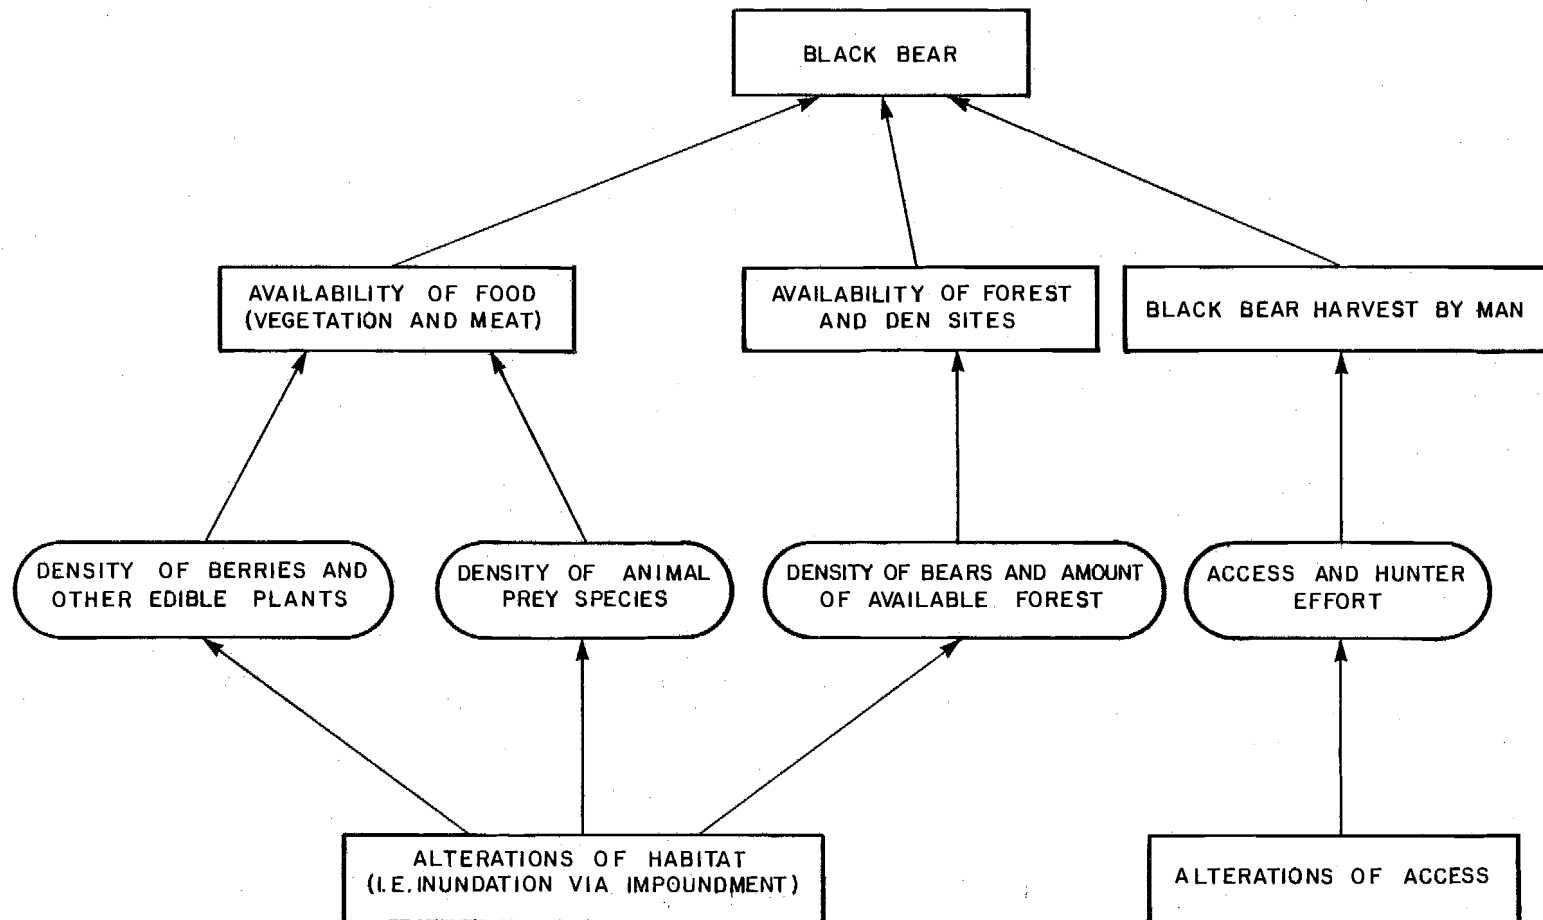 BLACK BEAR
AVAILABILITY OF FOOD
(VEGETATION AND MEAT)
AVAILABILITY OF FOREST
AND DEN SITES
BLACK BEAR HARVEST BY MAN
DENSITY OF BERRIES AND
OTHER EDIBLE PLANTS
DENSITY OF ANIMAL
PREY SPECIES
DENSITY OF BEARS AND AMOUNT
OF AVAILABLE FOREST
ACCESS AND HUNTER
EFFORT
ALTERATIONS OF HABITAT
(I.E. INUNDATION VIA IMPOUNDMENT)
ALTERATIONS OF ACCESS